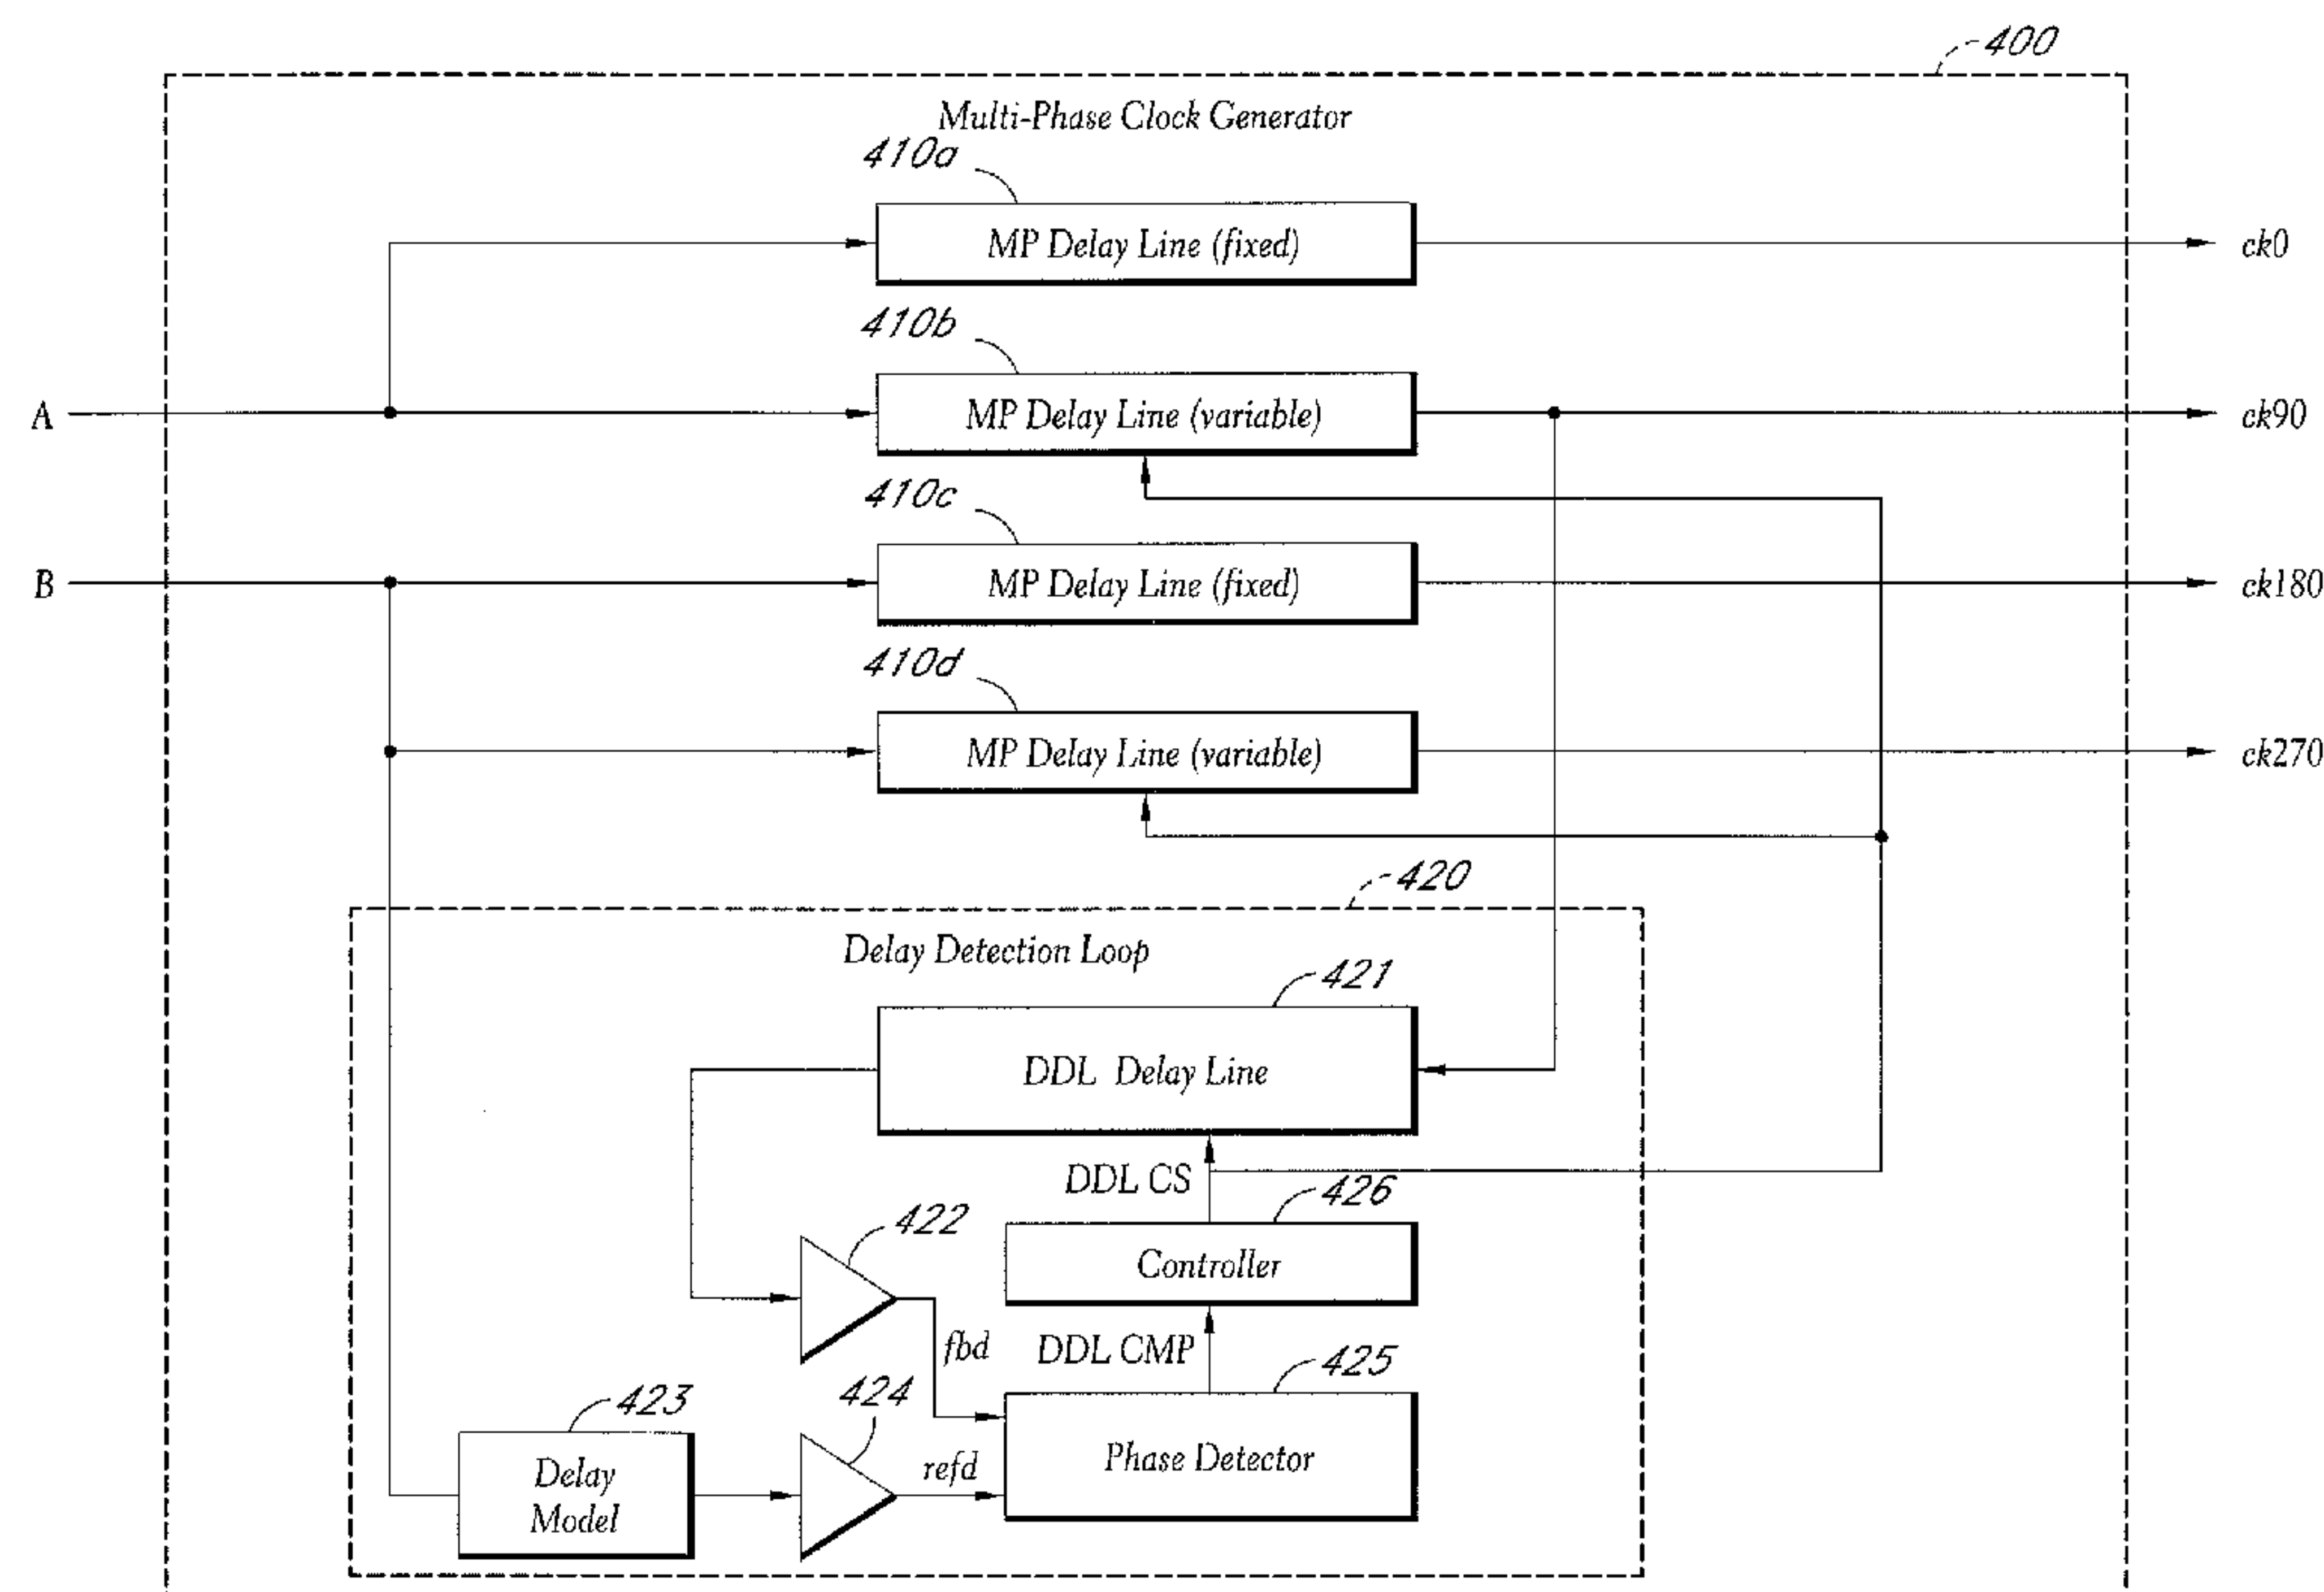 400
Multi-Phase Clock Generator
410a
MP Delay Line (fixed)
ck0
410b
A
MP Delay Line (variable)
ck90
410c
B
MP Delay Line (fixed)
ck180
410d
MP Delay Line (variable)
ck270
420
Delay Detection Loop
421
DDL Delay Line
DDL CS
426
422
Controller
fbd
DDL CMP
425
423
424
Delay
Model
refd
Phase Detector